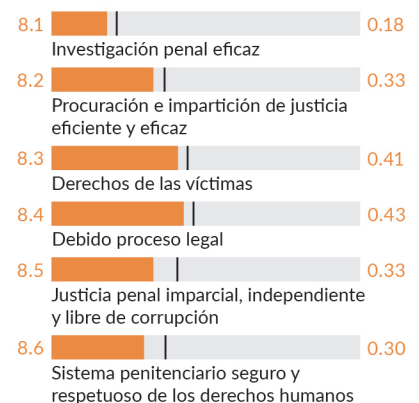 8.1 0.18
Investigación penal eficaz
8.2 0.33
Procuración e impartición de justicia
eficiente y eficaz
8.3 0.41
Derechos de las víctimas
8.4 0.43
Debido proceso legal
8.5 0.33
Justicia penal imparcial, independiente
y libre de corrupción
8.6 0.30
Sistema penitenciario seguro y
respetuoso de los derechos humanos